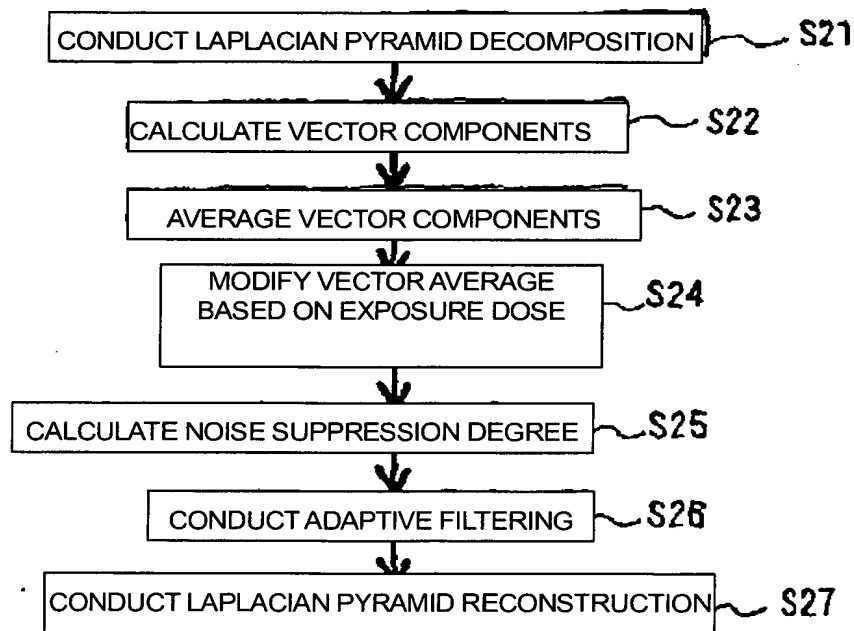 CONDUCT LAPLACIAN PYRAMID DECOMPOSITION S21
CALCULATE VECTOR COMPONENTS S22
AVERAGE VECTOR COMPONENTS S23
MODIFY VECTOR AVERAGE
BASED ON EXPOSURE DOSE S24
CALCULATE NOISE SUPPRESSION DEGREE S25
CONDUCT ADAPTIVE FILTERING S26
CONDUCT LAPLACIAN PYRAMID RECONSTRUCTION S27